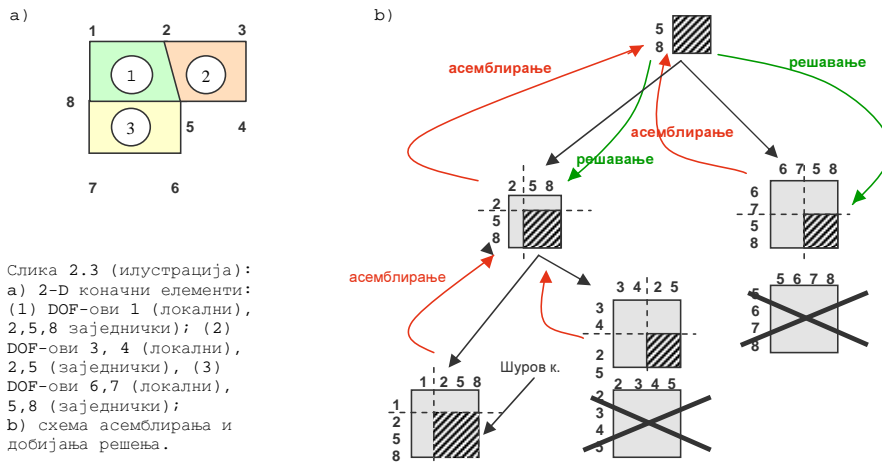 a)
1 2 3
1 2
8
3 5 4
7 6
Слика 2.3 (илустрација):
a) 2-D коначни елементи:
(1) DOF-ови 1 (локални),
2,5,8 заједнички); (2)
DOF-ови 3, 4 (локални),
2,5 (заједнички), (3)
DOF-ови 6,7 (локални),
5,8 (заједнички);
b) схема асемблирања и
добијања решења.
b)
5
8
асемблирање
решавање
асемблирање
решавање
2 5 8
2
5
8
6 7 5 8
6
7
5
8
асемблирање
3 4 2 5
3
4
2
5
5 6 7 8
5
6
7
8
Шуров к.
1 2 5 8
1
2
5
8
2 3 4 5
2
3
4
5